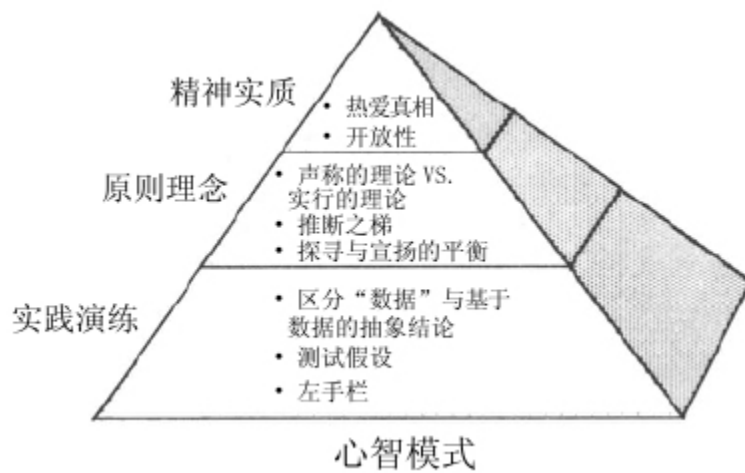 精神实质
• 热爱真相
• 开放性
原则理念
• 声称的理论 VS.
实行的理论
• 推断之梯
• 探寻与宣扬的平衡
实践演练
• 区分“数据”与基于
数据的抽象结论
• 测试假设
• 左手栏
心智模式